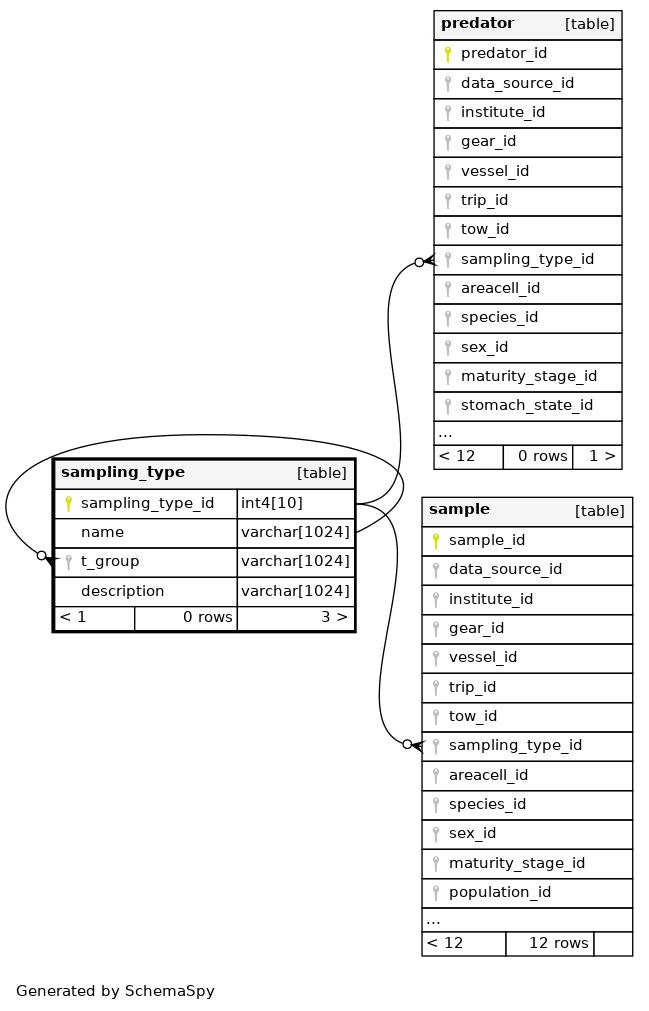 predator [table]
predator_id
data_source_id
institute_id
gear_id
vessel_id
trip_id
tow_id
sampling_type_id
areacell_id
species_id
sex_id
maturity_stage_id
stomach_state_id
...
< 12 0 rows 1 >
sampling_type [table]
sampling_type_id int4[10]
name varchar[1024]
t_group varchar[1024]
description varchar[1024]
< 1 0 rows 3 >
sample [table]
sample_id
data_source_id
institute_id
gear_id
vessel_id
trip_id
tow_id
sampling_type_id
areacell_id
species_id
sex_id
maturity_stage_id
population_id
...
< 12 12 rows
Generated by SchemaSpy